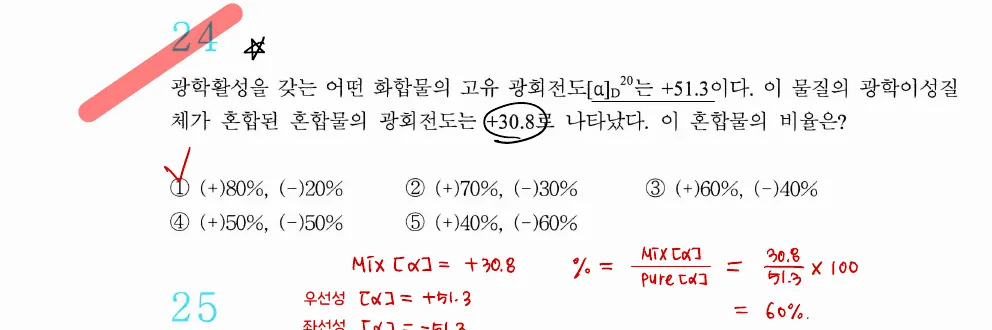 24
광학활성을 갖는 어떤 화합물의 고유 광회전도[α]D20는 +51.3이다. 이 물질의 광학이성질
체가 혼합된 혼합물의 광회전도는 +30.8로 나타났다. 이 혼합물의 비율은?
① (+)80%, (-)20% ② (+)70%, (-)30% ③ (+)60%, (-)40%
④ (+)50%, (-)50% ⑤ (+)40%, (-)60%
Mix [α] = +30.8 % = Mix [α] / pure [α] = 30.8 / 51.3 × 100
우선성 [α] = +51.3 = 60%.
25 좌선성 [α] = -51.3